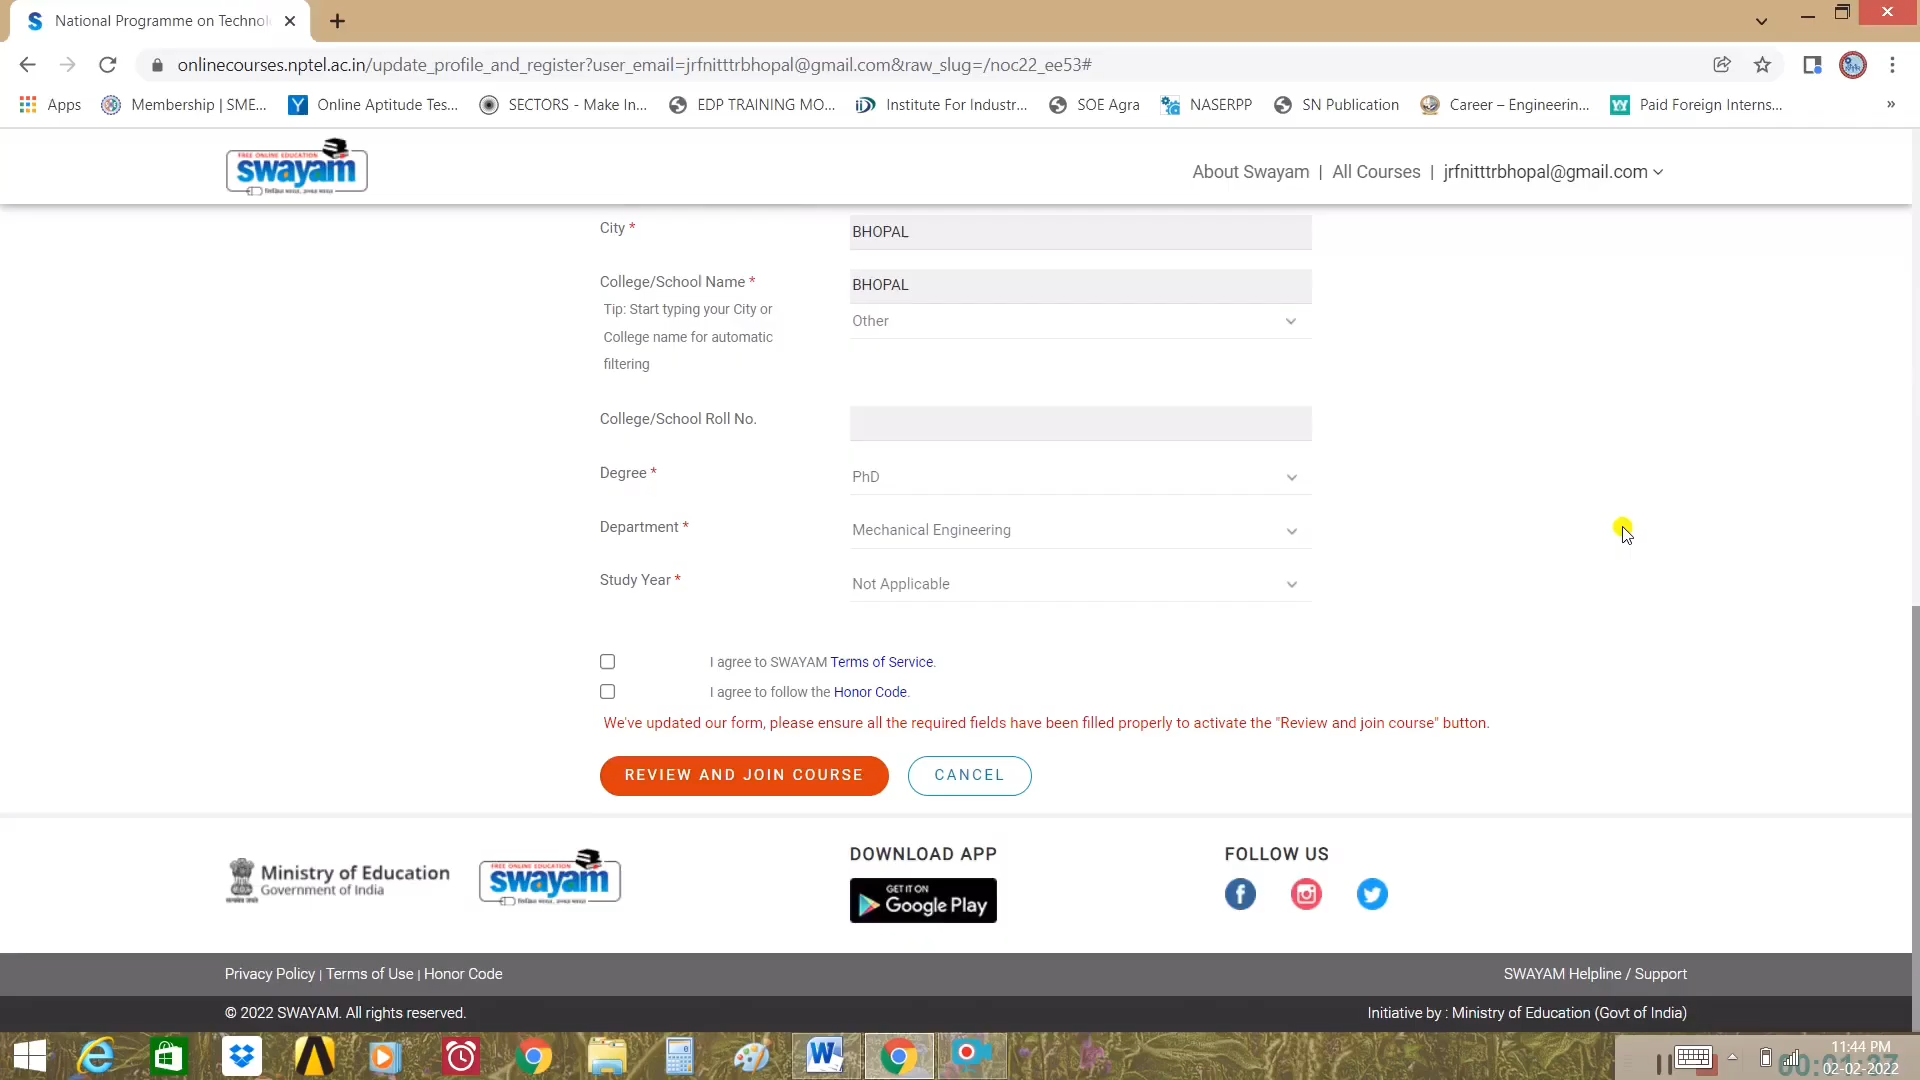 National Programme on Technol
onlinecourses.nptel.ac.in/update_profile_and_register?user_email=jrfnitttrbhopal@gmail.com&raw_slug=/noc22_ee53#
Apps
Membership | SME...
Online Aptitude Tes...
SECTORS - Make In...
EDP TRAINING MO...
Institute For Industr...
SOE Agra
NASERPP
SN Publication
Career – Engineerin...
Paid Foreign Interns...
»
FREE ONLINE EDUCATION
swayam
About Swayam | All Courses | jrfnitttrbhopal@gmail.com
City *
BHOPAL
College/School Name *
BHOPAL
Tip: Start typing your City or
College name for automatic
filtering
Other
College/School Roll No.
Degree *
PhD
Department *
Mechanical Engineering
Study Year *
Not Applicable
I agree to SWAYAM Terms of Service.
I agree to follow the Honor Code.
We've updated our form, please ensure all the required fields have been filled properly to activate the "Review and join course" button.
REVIEW AND JOIN COURSE
CANCEL
Ministry of Education
Government of India
FREE ONLINE EDUCATION
swayam
DOWNLOAD APP
GET IT ON
Google Play
FOLLOW US
Privacy Policy | Terms of Use | Honor Code
SWAYAM Helpline / Support
© 2022 SWAYAM. All rights reserved.
Initiative by : Ministry of Education (Govt of India)
11:44 PM
02-02-2022